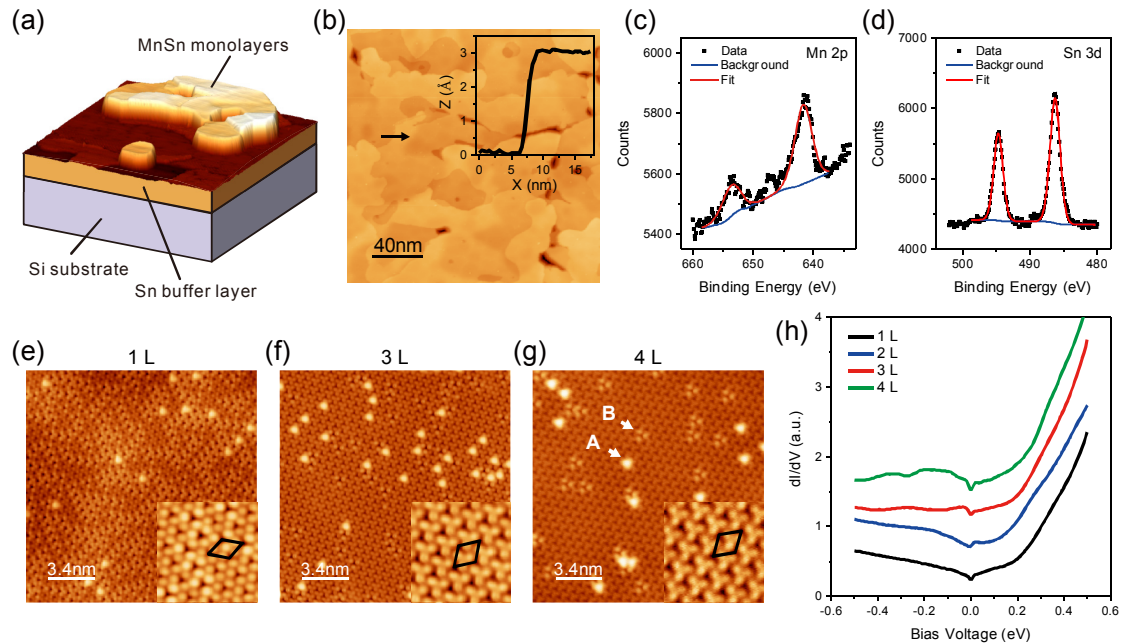 (a)
MnSn monolayers
Si substrate
Sn buffer layer
(b)
Z (Å)
3
2
1
0
0
5
10
15
X (nm)
40nm
(c)
6000
5800
5600
5400
Counts
Data
Background
Fit
Mn 2p
660
650
640
Binding Energy (eV)
(d)
7000
6000
5000
4000
Counts
Data
Background
Fit
Sn 3d
500
490
480
Binding Energy (eV)
(e)
1 L
3.4nm
(f)
3 L
3.4nm
(g)
4 L
B
A
3.4nm
(h)
1 L
2 L
3 L
4 L
4
3
2
1
0
dI/dV (a.u.)
-0.6
-0.4
-0.2
0.0
0.2
0.4
0.6
Bias Voltage (eV)